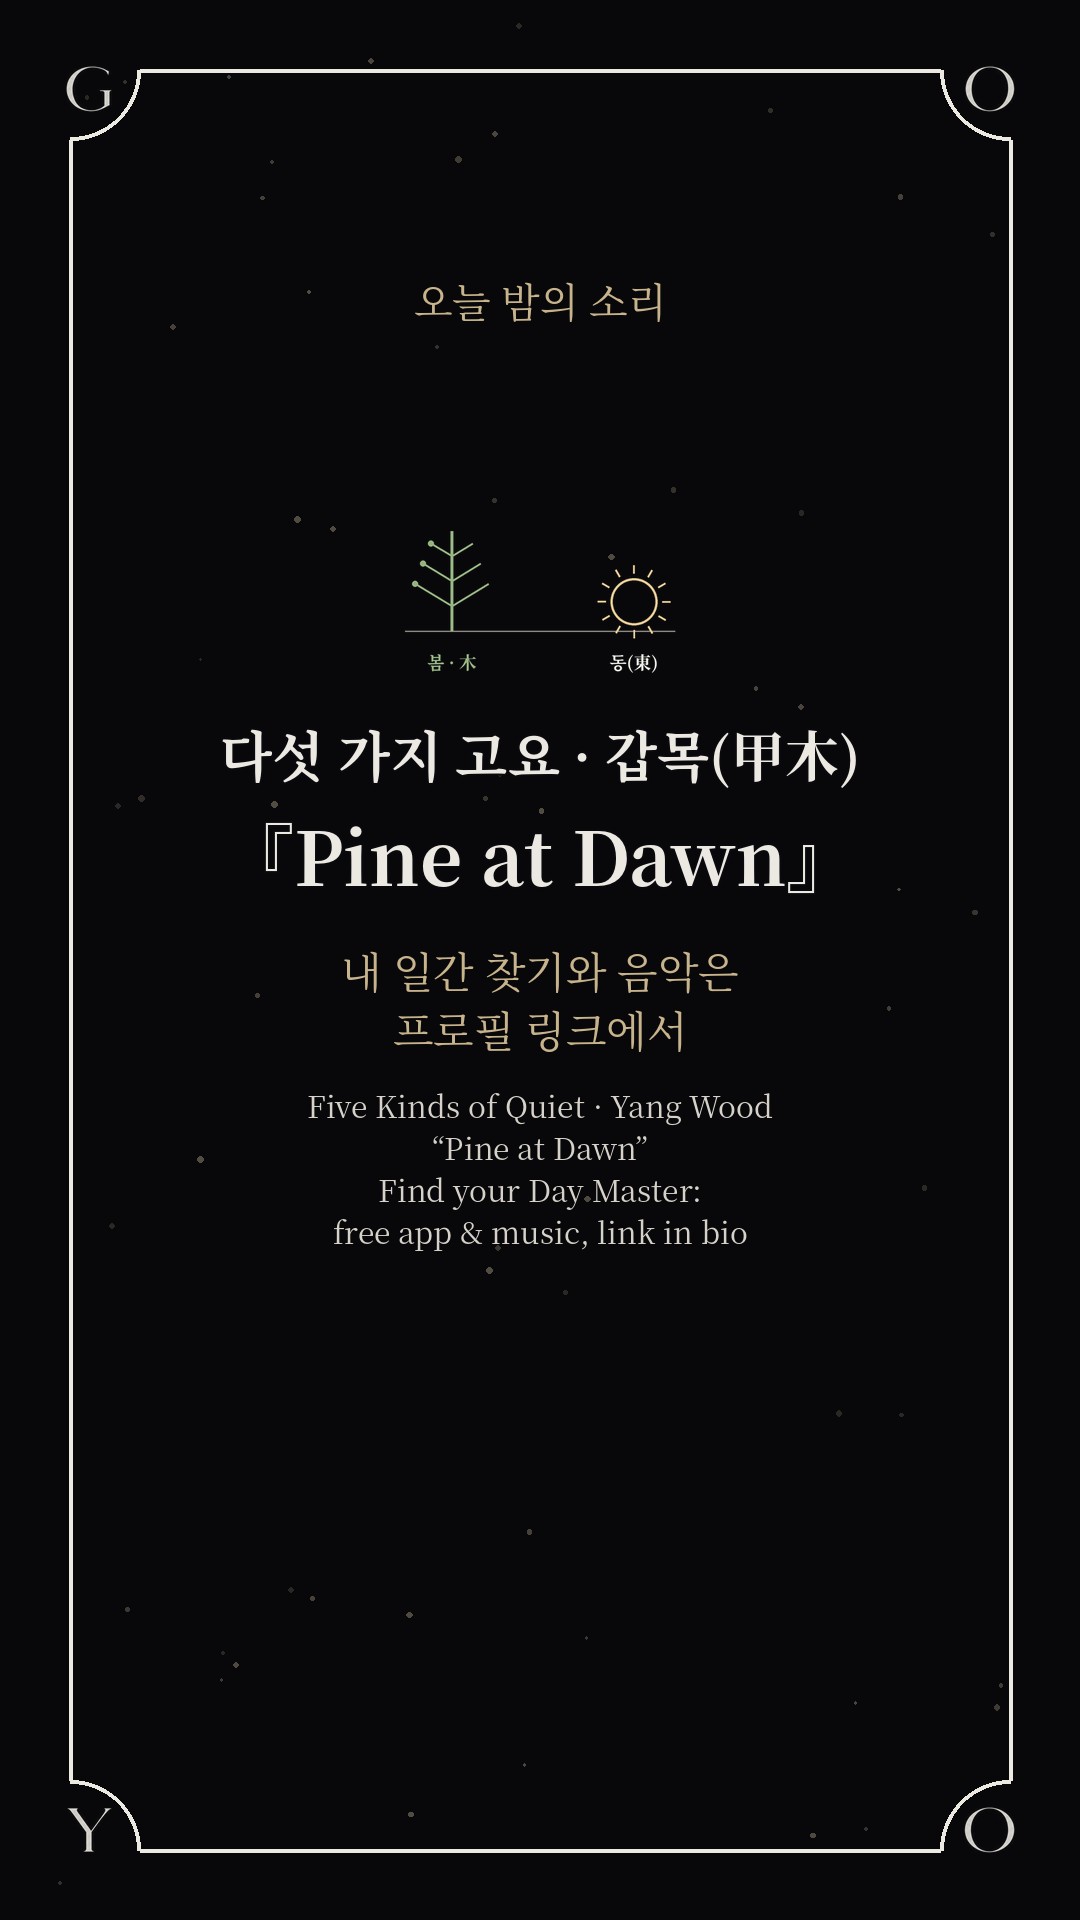 G O
오늘 밤의 소리
봄 · 木 동(東)
다섯 가지 고요 · 갑목(甲木)
『Pine at Dawn』
내 일간 찾기와 음악은
프로필 링크에서
Five Kinds of Quiet · Yang Wood
“Pine at Dawn”
Find your Day Master:
free app & music, link in bio
Y O